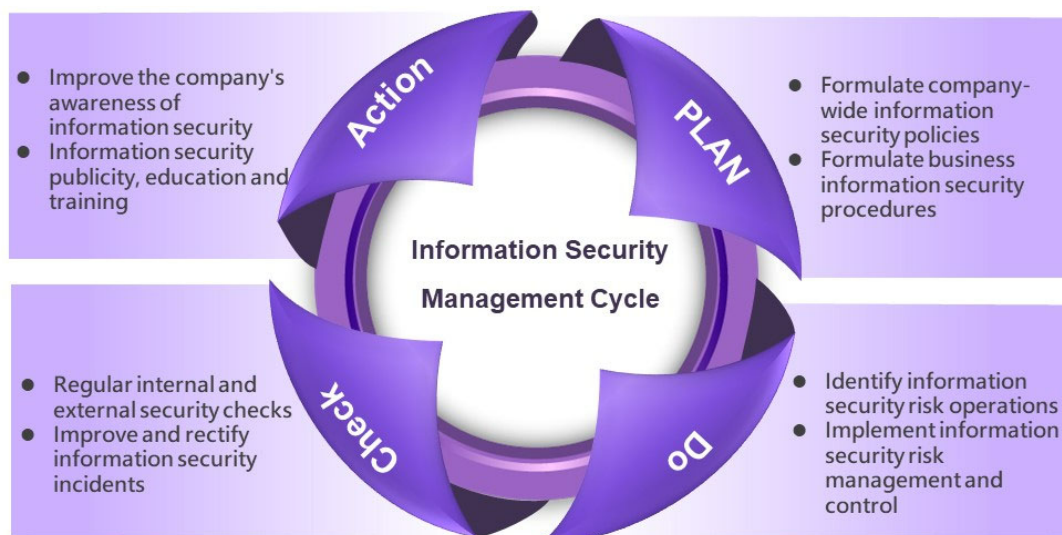 Action
● Improve the company's
awareness of
information security
● Information security
publicity, education and
training
PLAN
● Formulate company-
wide information
security policies
● Formulate business
information security
procedures
Information Security
Management Cycle
Check
● Regular internal and
external security checks
● Improve and rectify
information security
incidents
Do
● Identify information
security risk operations
● Implement information
security risk
management and
control